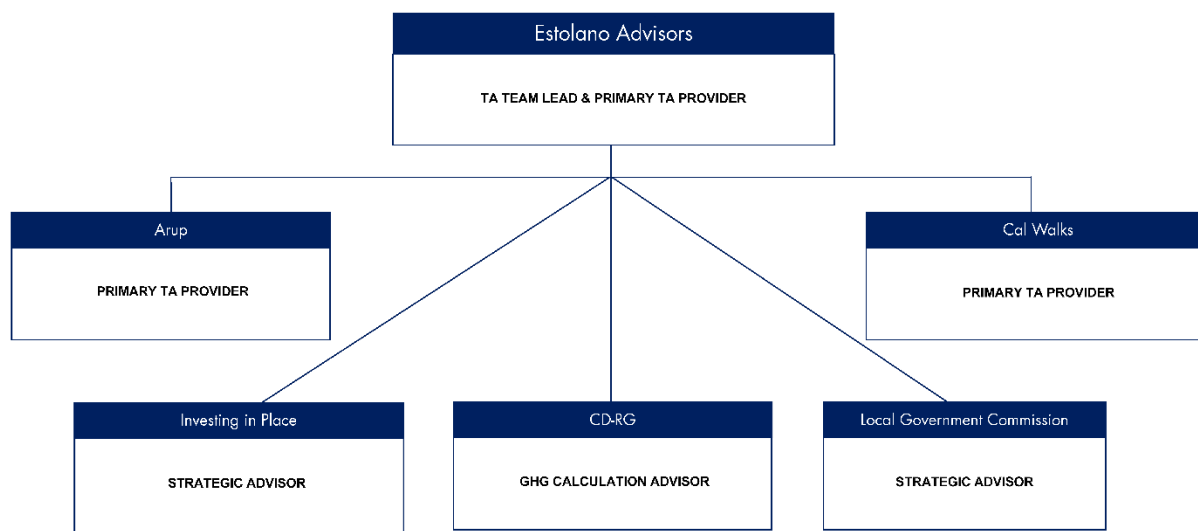 Estolano Advisors
TA TEAM LEAD & PRIMARY TA PROVIDER
Arup
PRIMARY TA PROVIDER
Cal Walks
PRIMARY TA PROVIDER
Investing in Place
STRATEGIC ADVISOR
CD-RG
GHG CALCULATION ADVISOR
Local Government Commission
STRATEGIC ADVISOR